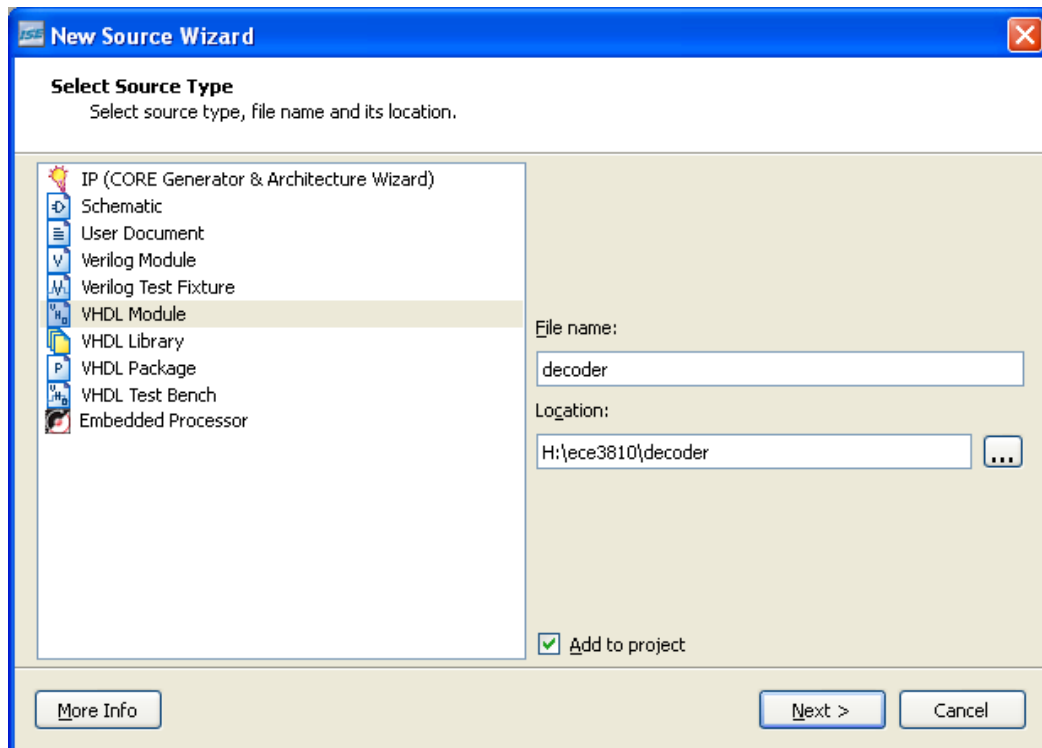 ISE New Source Wizard
Select Source Type
Select source type, file name and its location.
IP (CORE Generator & Architecture Wizard)
Schematic
User Document
V Verilog Module
Verilog Test Fixture
VHDL Module
VHDL Library
P VHDL Package
VHDL Test Bench
Embedded Processor
File name:
decoder
Location:
H:\ece3810\decoder
...
Add to project
More Info
Next >
Cancel